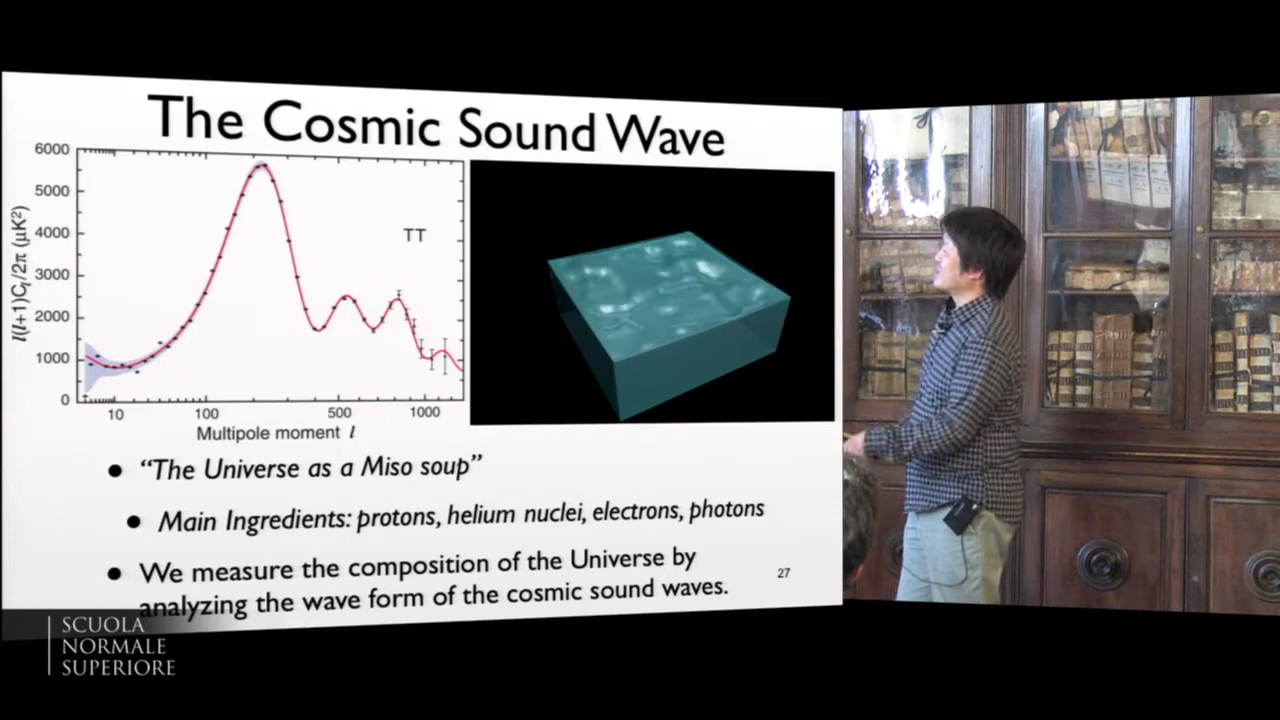 The Cosmic Sound Wave
6000
5000
4000
3000
2000
1000
0
l(l+1)Cl/2π (μK²)
TT
10
100
500
1000
Multipole moment l
• “The Universe as a Miso soup”
• Main Ingredients: protons, helium nuclei, electrons, photons
• We measure the composition of the Universe by
analyzing the wave form of the cosmic sound waves.
27
SCUOLA
NORMALE
SUPERIORE